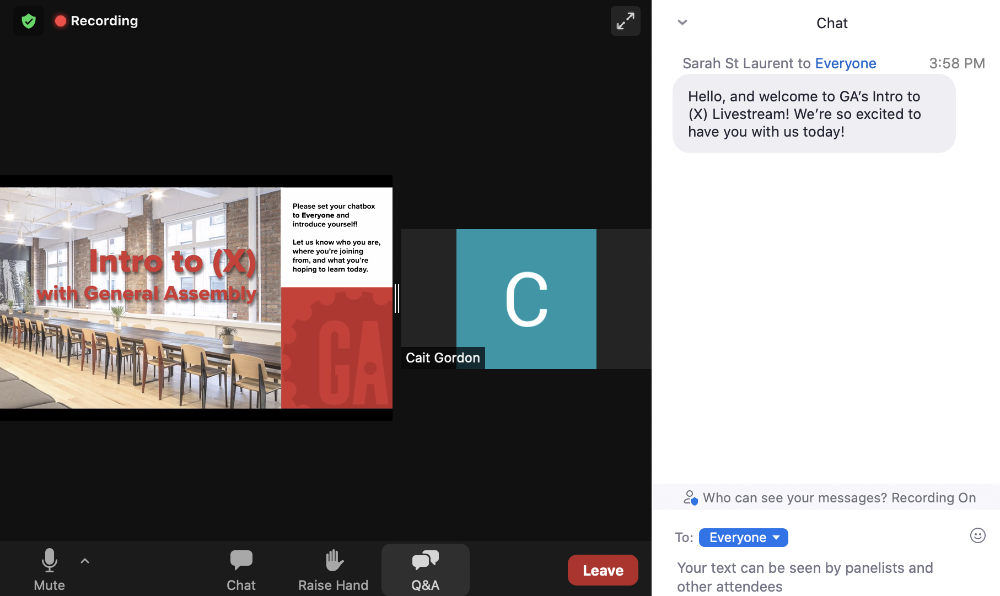 Recording
Intro to (X)
with General Assembly
Please set your chatbox
to Everyone and
introduce yourself!
Let us know who you are,
where you're joining
from, and what you're
hoping to learn today.
GA
C
Cait Gordon
Mute
Chat
Raise Hand
Q&A
Leave
Chat
Sarah St Laurent to Everyone 3:58 PM
Hello, and welcome to GA’s Intro to
(X) Livestream! We’re so excited to
have you with us today!
Who can see your messages? Recording On
To: Everyone
Your text can be seen by panelists and
other attendees